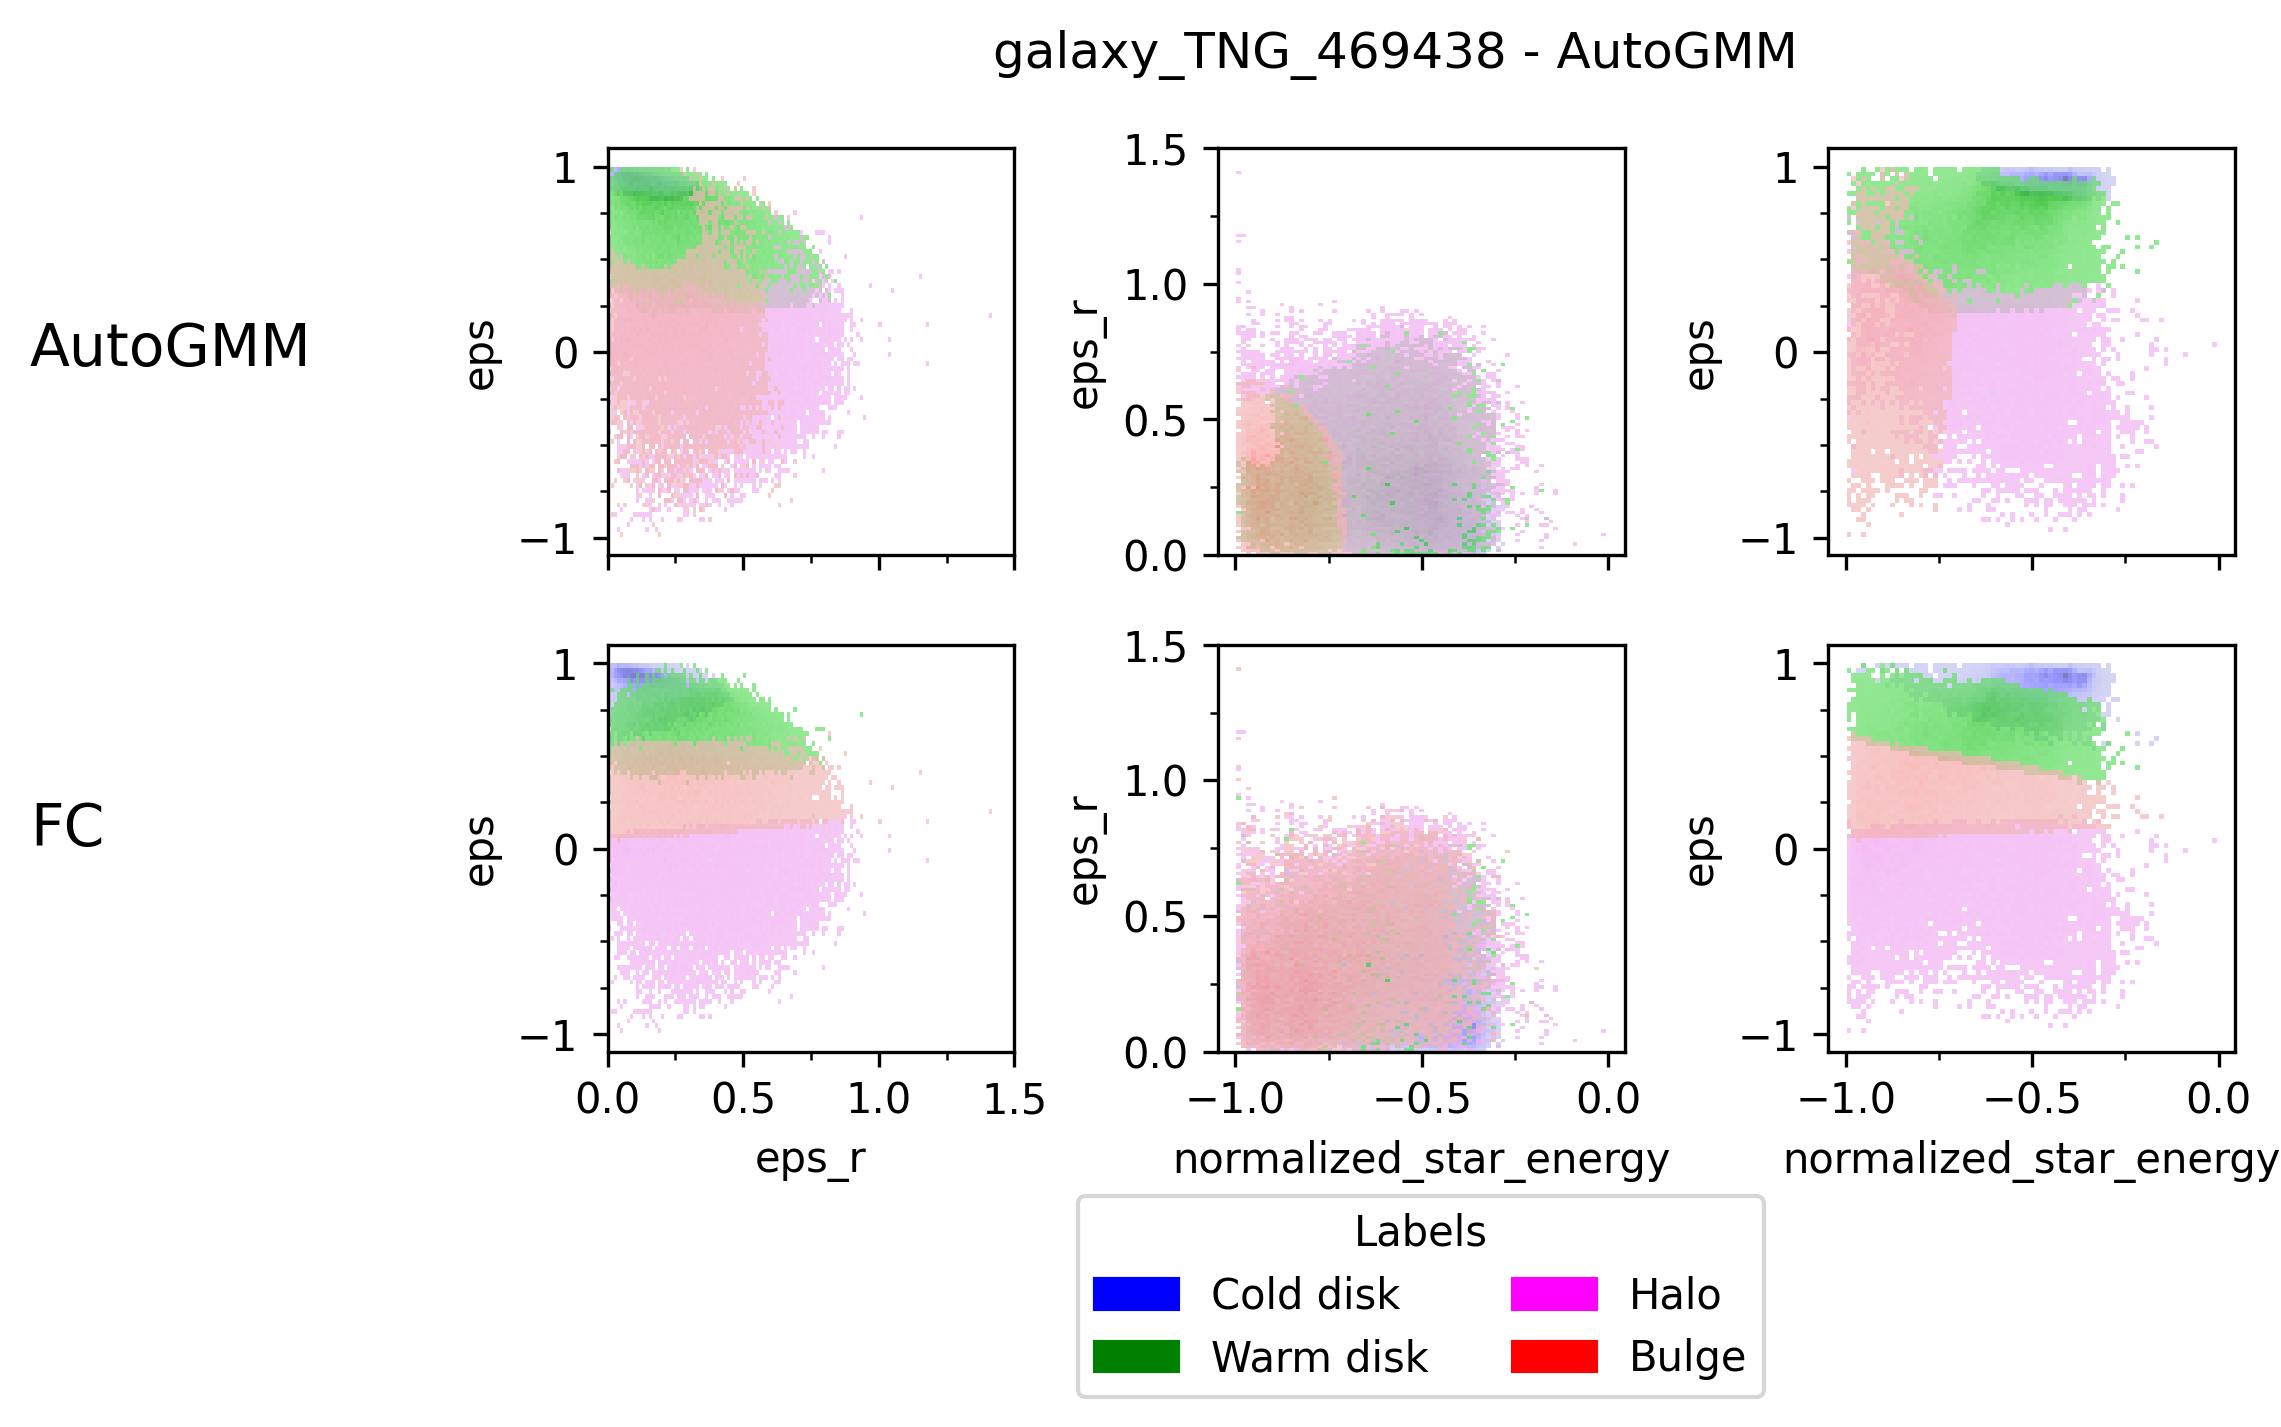 galaxy_TNG_469438 - AutoGMM
AutoGMM
1
0
−1
eps
1.5
1.0
0.5
0.0
eps_r
1
0
−1
eps
FC
1
0
−1
eps
0.0 0.5 1.0 1.5
eps_r
1.5
1.0
0.5
0.0
eps_r
−1.0 −0.5 0.0
normalized_star_energy
1
0
−1
eps
−1.0 −0.5 0.0
normalized_star_energy
Labels
Cold disk
Warm disk
Halo
Bulge